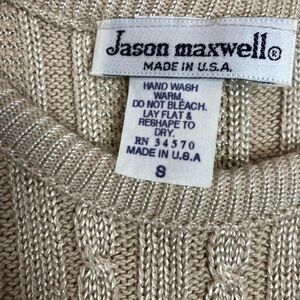 Jason maxwell®
MADE IN U.S.A.
HAND WASH
WARM,
DO NOT BLEACH.
LAY FLAT &
RESHAPE TO
DRY.
RN 34570
MADE IN U.S.A
S